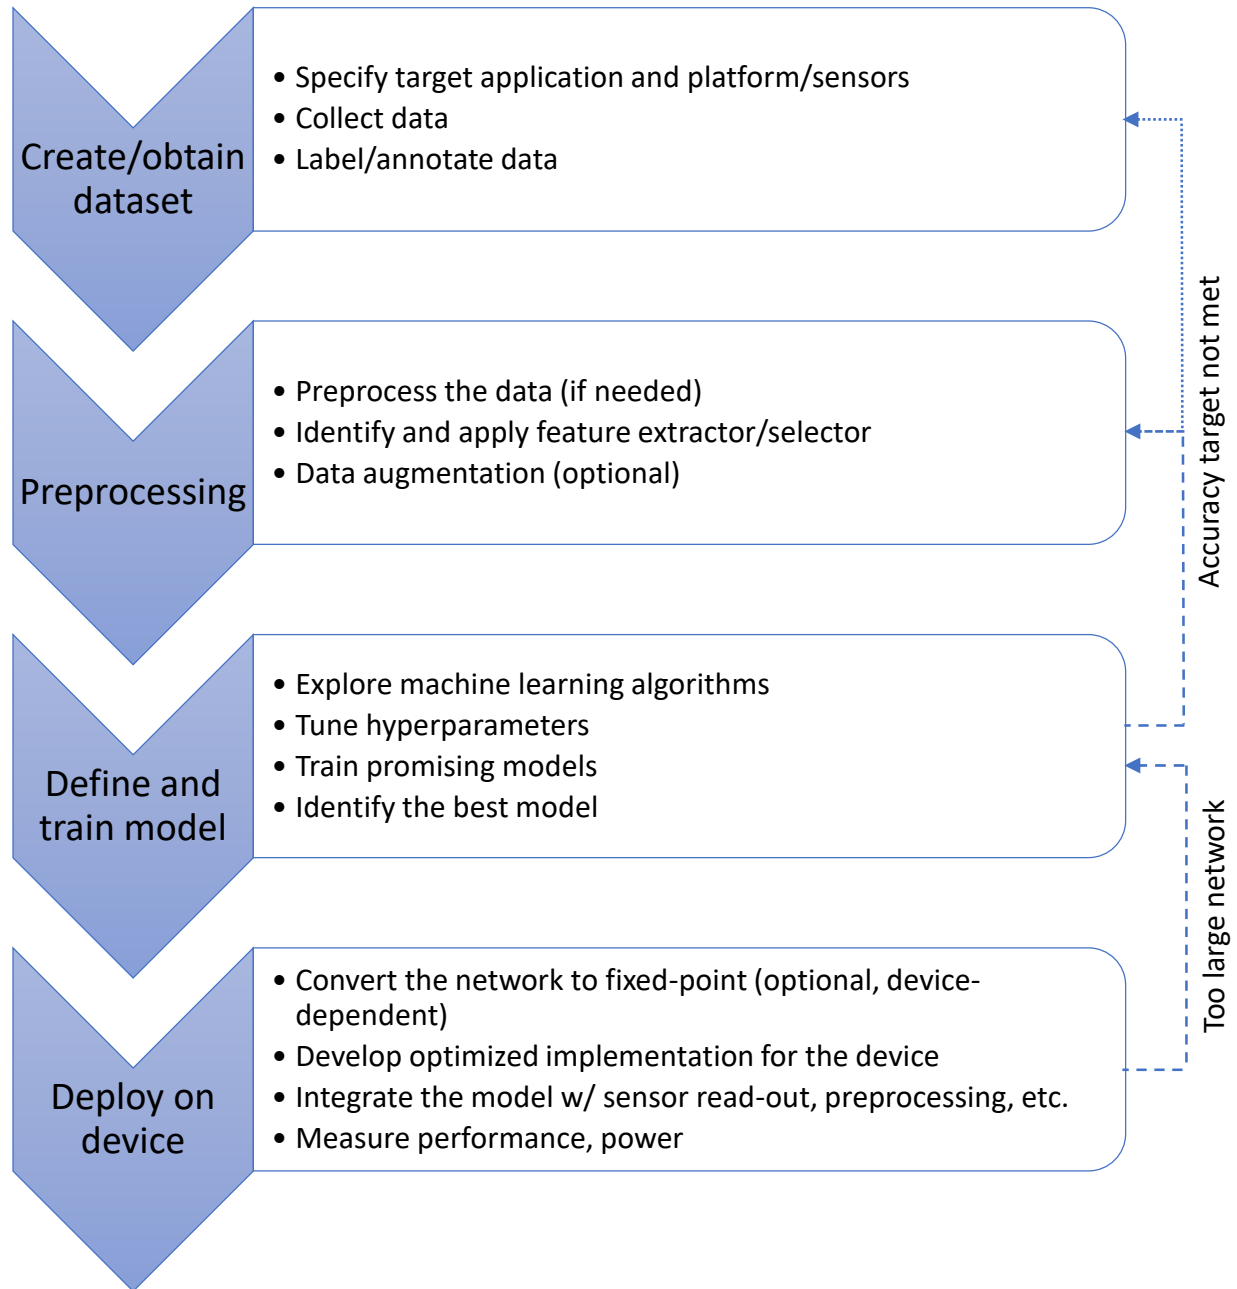 Create/obtain
dataset
• Specify target application and platform/sensors
• Collect data
• Label/annotate data
Preprocessing
• Preprocess the data (if needed)
• Identify and apply feature extractor/selector
• Data augmentation (optional)
Accuracy target not met
Define and
train model
• Explore machine learning algorithms
• Tune hyperparameters
• Train promising models
• Identify the best model
Too large network
Deploy on
device
• Convert the network to fixed-point (optional, device-
dependent)
• Develop optimized implementation for the device
• Integrate the model w/ sensor read-out, preprocessing, etc.
• Measure performance, power